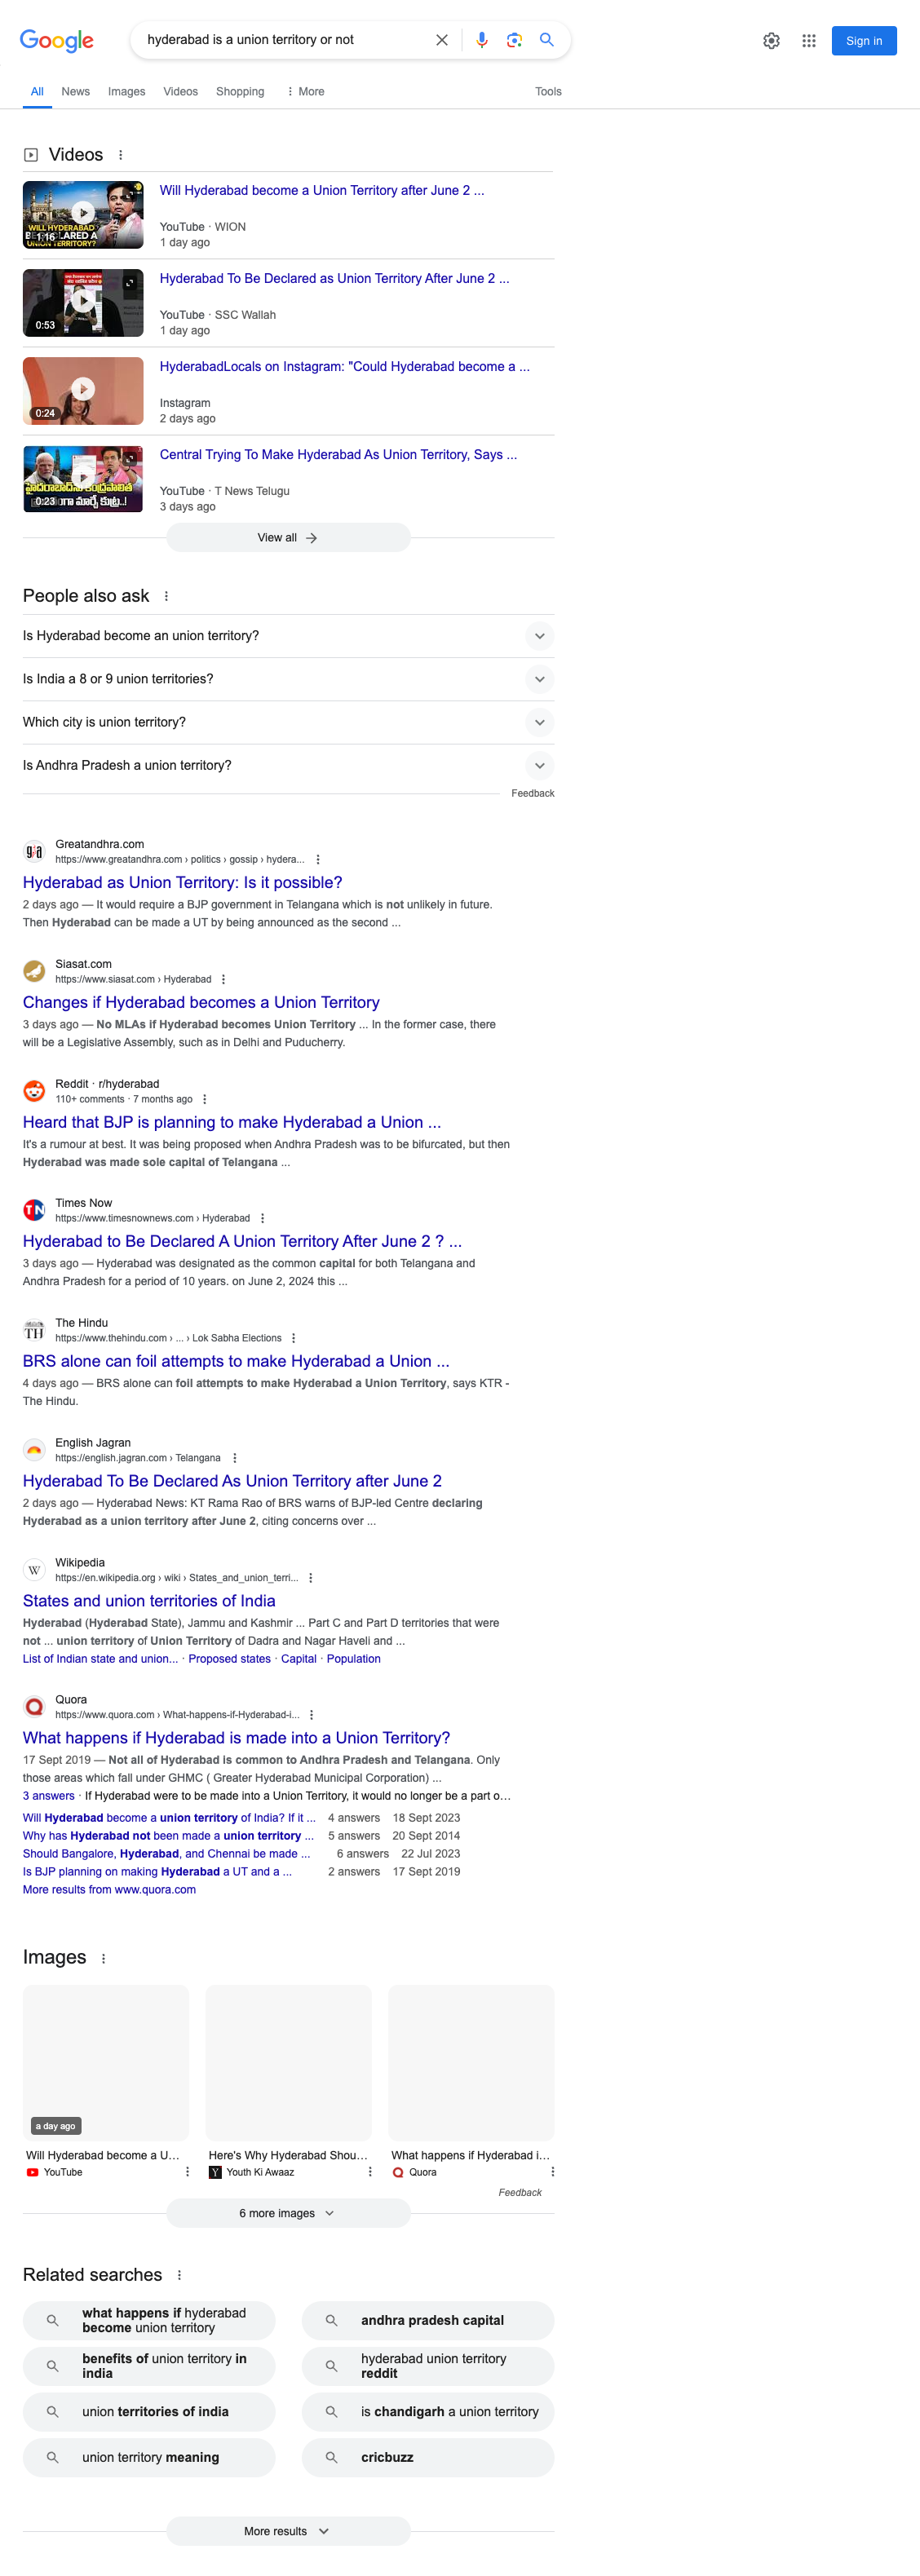 Google
hyderabad is a union territory or not
Sign in
All
News
Images
Videos
Shopping
More
Tools
Videos
WILL HYDERABAD
BE DECLARED A
UNION TERRITORY?
1:16
Will Hyderabad become a Union Territory after June 2 ...
YouTube · WION
1 day ago
0:53
Hyderabad To Be Declared as Union Territory After June 2 ...
YouTube · SSC Wallah
1 day ago
0:24
HyderabadLocals on Instagram: "Could Hyderabad become a ...
Instagram
2 days ago
0:23
Central Trying To Make Hyderabad As Union Territory, Says ...
YouTube · T News Telugu
3 days ago
View all
People also ask
Is Hyderabad become an union territory?
Is India a 8 or 9 union territories?
Which city is union territory?
Is Andhra Pradesh a union territory?
Feedback
Greatandhra.com
https://www.greatandhra.com › politics › gossip › hydera...
Hyderabad as Union Territory: Is it possible?
2 days ago — It would require a BJP government in Telangana which is not unlikely in future.
Then Hyderabad can be made a UT by being announced as the second ...
Siasat.com
https://www.siasat.com › Hyderabad
Changes if Hyderabad becomes a Union Territory
3 days ago — No MLAs if Hyderabad becomes Union Territory ... In the former case, there
will be a Legislative Assembly, such as in Delhi and Puducherry.
Reddit · r/hyderabad
110+ comments · 7 months ago
Heard that BJP is planning to make Hyderabad a Union ...
It's a rumour at best. It was being proposed when Andhra Pradesh was to be bifurcated, but then
Hyderabad was made sole capital of Telangana ...
TN
Times Now
https://www.timesnownews.com › Hyderabad
Hyderabad to Be Declared A Union Territory After June 2 ? ...
3 days ago — Hyderabad was designated as the common capital for both Telangana and
Andhra Pradesh for a period of 10 years. on June 2, 2024 this ...
TH
The Hindu
https://www.thehindu.com › ... › Lok Sabha Elections
BRS alone can foil attempts to make Hyderabad a Union ...
4 days ago — BRS alone can foil attempts to make Hyderabad a Union Territory, says KTR -
The Hindu.
English Jagran
https://english.jagran.com › Telangana
Hyderabad To Be Declared As Union Territory after June 2
2 days ago — Hyderabad News: KT Rama Rao of BRS warns of BJP-led Centre declaring
Hyderabad as a union territory after June 2, citing concerns over ...
W
Wikipedia
https://en.wikipedia.org › wiki › States_and_union_terri...
States and union territories of India
Hyderabad (Hyderabad State), Jammu and Kashmir ... Part C and Part D territories that were
not ... union territory of Union Territory of Dadra and Nagar Haveli and ...
List of Indian state and union... · Proposed states · Capital · Population
Quora
https://www.quora.com › What-happens-if-Hyderabad-i...
What happens if Hyderabad is made into a Union Territory?
17 Sept 2019 — Not all of Hyderabad is common to Andhra Pradesh and Telangana. Only
those areas which fall under GHMC ( Greater Hyderabad Municipal Corporation) ...
3 answers · If Hyderabad were to be made into a Union Territory, it would no longer be a part o...
Will Hyderabad become a union territory of India? If it ... 4 answers 18 Sept 2023
Why has Hyderabad not been made a union territory ... 5 answers 20 Sept 2014
Should Bangalore, Hyderabad, and Chennai be made ... 6 answers 22 Jul 2023
Is BJP planning on making Hyderabad a UT and a ... 2 answers 17 Sept 2019
More results from www.quora.com
Images
a day ago
Will Hyderabad become a U...
YouTube
Here's Why Hyderabad Shou...
Y Youth Ki Awaaz
What happens if Hyderabad i...
Quora
Feedback
6 more images
Related searches
what happens if hyderabad
become union territory
andhra pradesh capital
benefits of union territory in
india
hyderabad union territory
reddit
union territories of india
is chandigarh a union territory
union territory meaning
cricbuzz
More results